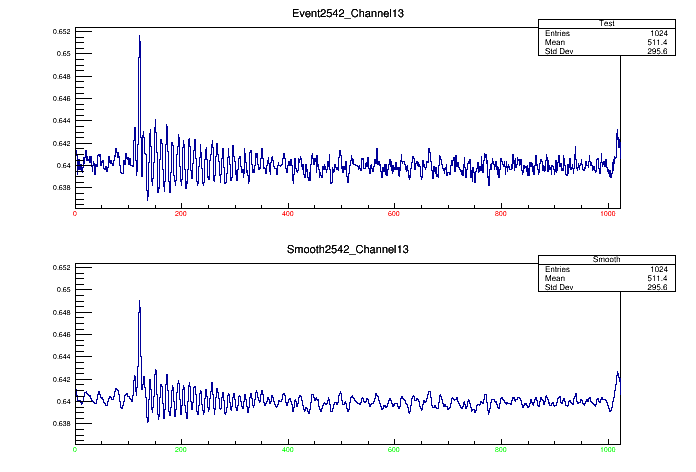 Event2542_Channel13
Test
Entries 1024
Mean 511.4
Std Dev 295.6
0.652
0.65
0.648
0.646
0.644
0.642
0.64
0.638
0 200 400 600 800 1000
Smooth2542_Channel13
Smooth
Entries 1024
Mean 511.4
Std Dev 295.6
0.652
0.65
0.648
0.646
0.644
0.642
0.64
0.638
0 200 400 600 800 1000